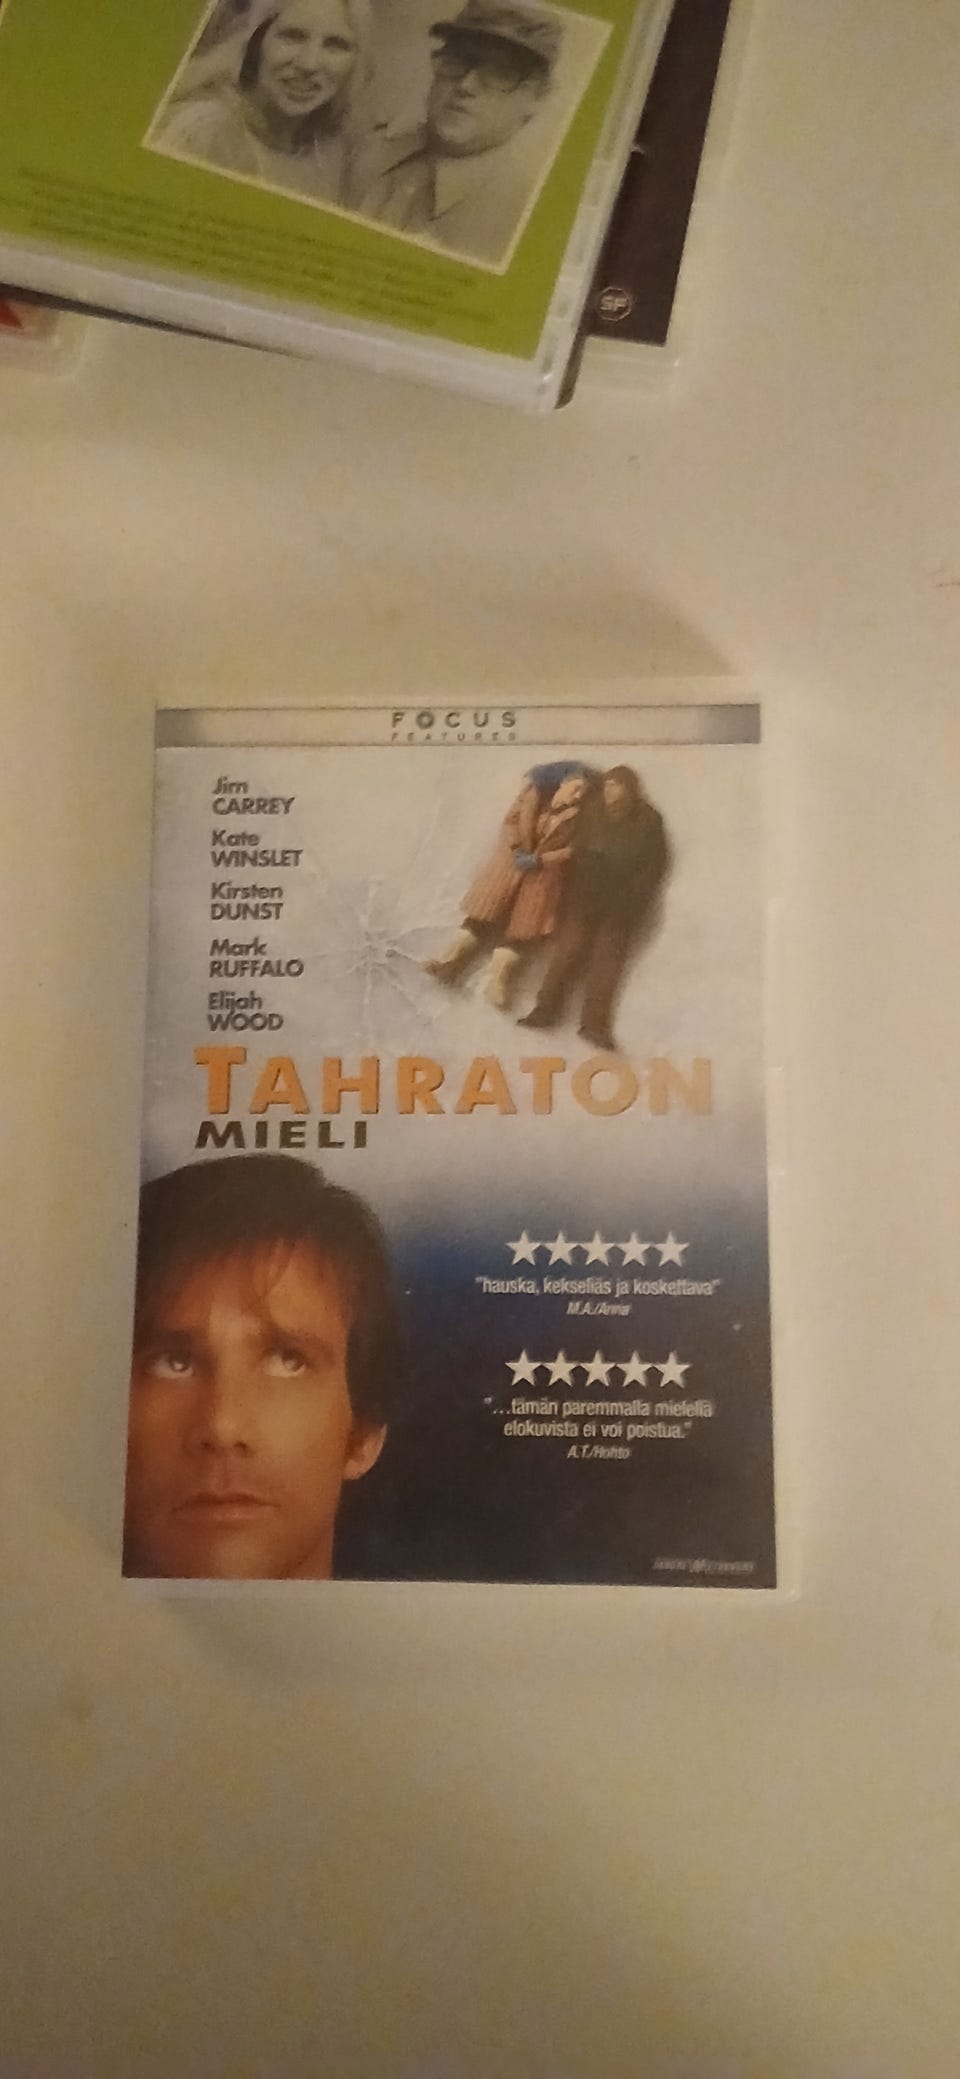 SF
FOCUS
FEATURES
Jim
CARREY
Kate
WINSLET
Kirsten
DUNST
Mark
RUFFALO
Elijah
WOOD
TAHRATON
MIELI
"hauska, kekseliäs ja koskettava"
M.A./Anna
"...tämän paremmalla mielellä
elokuvista ei voi poistua."
A.T./Hohto